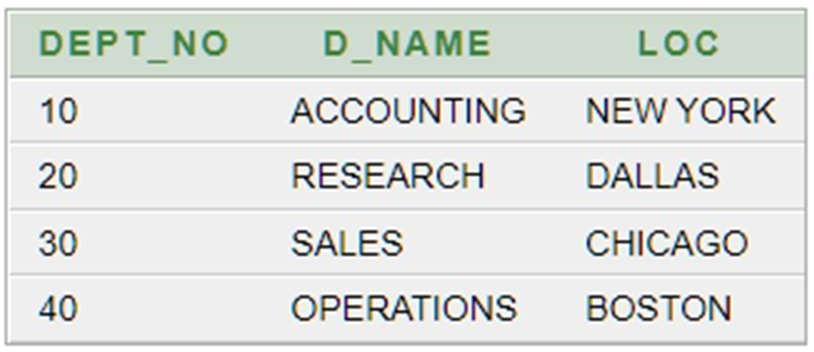 DEPT_NO D_NAME LOC
10 ACCOUNTING NEW YORK
20 RESEARCH DALLAS
30 SALES CHICAGO
40 OPERATIONS BOSTON